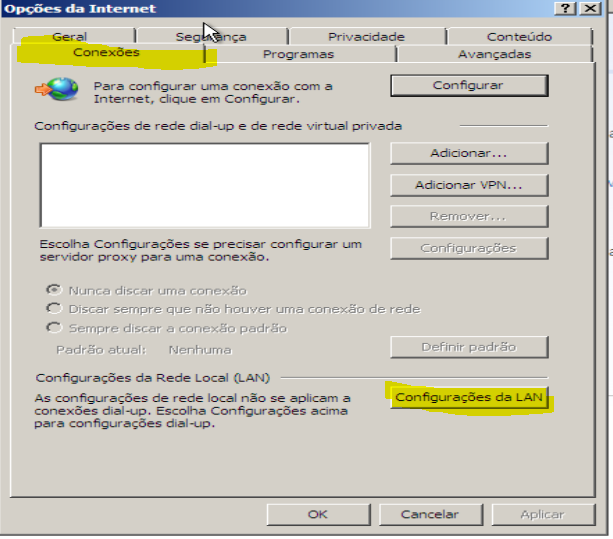 Opções da Internet
Geral
Segurança
Privacidade
Conteúdo
Conexões
Programas
Avançadas
Para configurar uma conexão com a
Internet, clique em Configurar.
Configurar
Configurações de rede dial-up e de rede virtual privada
Adicionar...
Adicionar VPN...
Remover...
Escolha Configurações se precisar configurar um
servidor proxy para uma conexão.
Configurações
Nunca discar uma conexão
Discar sempre que não houver uma conexão de rede
Sempre discar a conexão padrão
Padrão atual: Nenhuma
Definir padrão
Configurações da Rede Local (LAN)
As configurações de rede local não se aplicam a
conexões dial-up. Escolha Configurações acima
para configurações dial-up.
Configurações da LAN
OK
Cancelar
Aplicar